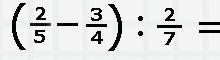 (2/5 − 3/4) : 2/7 =